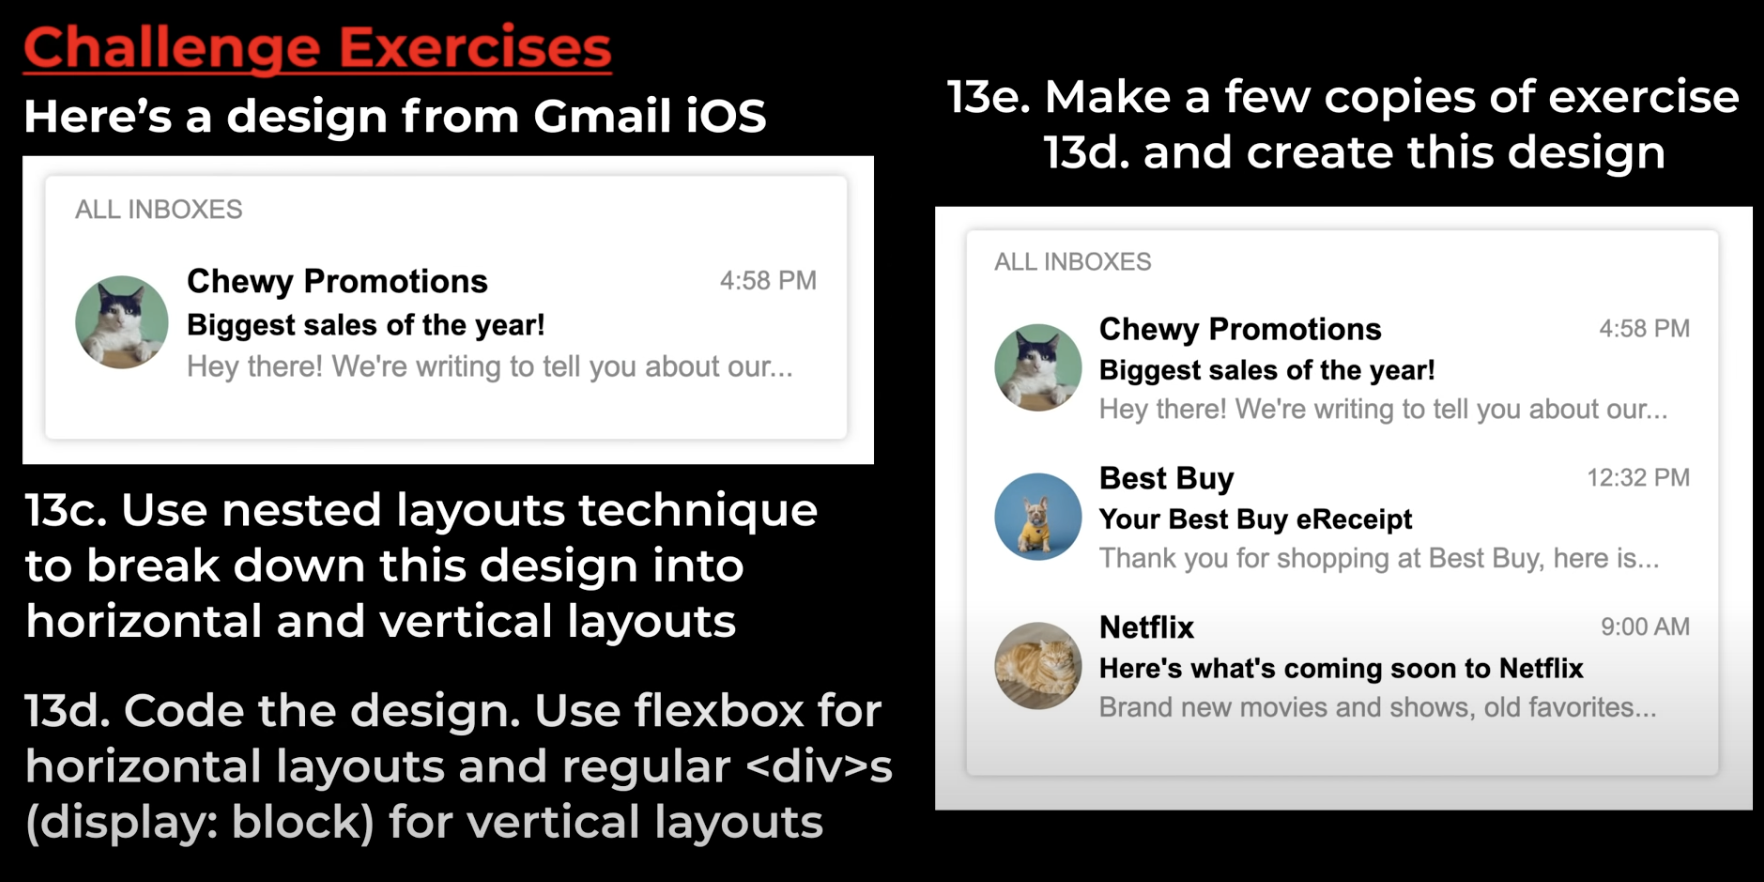 Challenge Exercises
Here’s a design from Gmail iOS
ALL INBOXES
Chewy Promotions 4:58 PM
Biggest sales of the year!
Hey there! We're writing to tell you about our...
13c. Use nested layouts technique
to break down this design into
horizontal and vertical layouts
13d. Code the design. Use flexbox for
horizontal layouts and regular <div>s
(display: block) for vertical layouts
13e. Make a few copies of exercise
13d. and create this design
ALL INBOXES
Chewy Promotions 4:58 PM
Biggest sales of the year!
Hey there! We're writing to tell you about our...
Best Buy 12:32 PM
Your Best Buy eReceipt
Thank you for shopping at Best Buy, here is...
Netflix 9:00 AM
Here's what's coming soon to Netflix
Brand new movies and shows, old favorites...